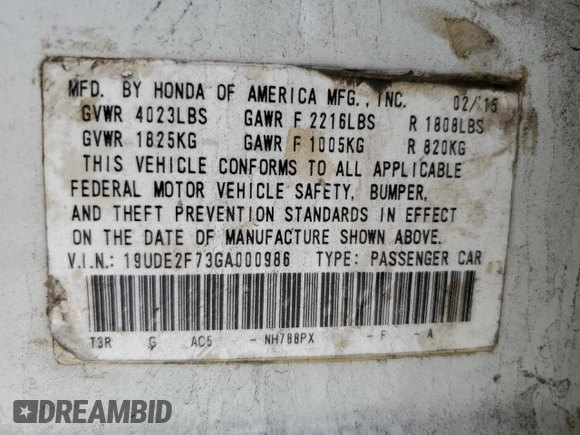 MFD. BY HONDA OF AMERICA MFG., INC. 02/'15
GVWR 4023LBS GAWR F 2216LBS R 1808LBS
GVWR 1825KG GAWR F 1005KG R 820KG
THIS VEHICLE CONFORMS TO ALL APPLICABLE
FEDERAL MOTOR VEHICLE SAFETY, BUMPER,
AND THEFT PREVENTION STANDARDS IN EFFECT
ON THE DATE OF MANUFACTURE SHOWN ABOVE.
V.I.N.: 19UDE2F73GA000986 TYPE: PASSENGER CAR
T3R G AC5 - NH788PX - F - A
DREAMBID